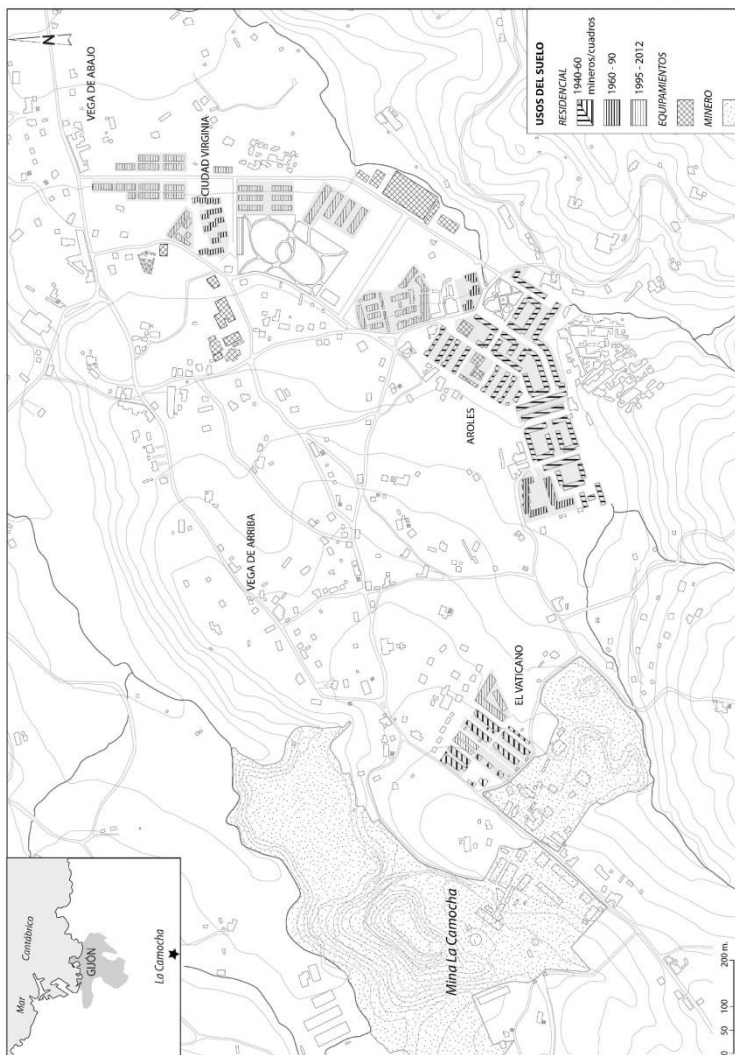 N
VEGA DE ABAJO
CIUDAD VIRGINIA
AROLES
VEGA DE ARRIBA
EL VATICANO
Mina La Camocha
Mar
Cantábrico
GIJÓN
La Camocha
0 50 100 200 m.
USOS DEL SUELO
RESIDENCIAL
1940-60
mineros/cuadros
1960 - 90
1995 - 2012
EQUIPAMIENTOS
MINERO